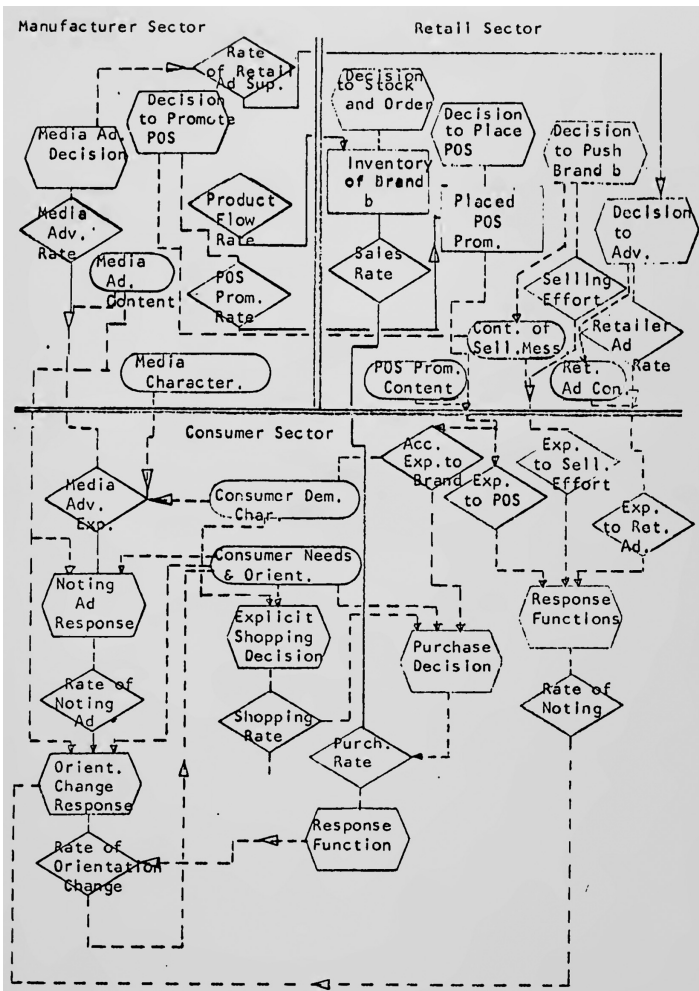 Manufacturer Sector
Retail Sector
Rate
of Retail
Ad Sup.
Decision
to Promote
POS
Media Ad.
Decision
Media
Adv.
Rate
Media
Ad.
Content
Product
Flow
Rate
POS
Prom.
Rate
Media
Character.
Decision
to Stock
and Order
Inventory
of Brand
b
Sales
Rate
Decision
to Place
POS
Placed
POS
Prom.
Decision
to Push
Brand b
Decision
to
Adv.
Selling
Effort
Cont. of
Sell.Mess
Retailer
Ad
Rate
POS Prom.
Content
Ret.
Ad Con.
Consumer Sector
Media
Adv.
Exp.
Consumer Dem.
Char.
Consumer Needs
& Orient.
Acc.
Exp. to
Brand
Exp.
to POS
Exp.
to Sell.
Effort
Exp.
to Ret.
Ad.
Noting
Ad
Response
Explicit
Shopping
Decision
Purchase
Decision
Response
Functions
Rate of
Noting
Ad
Shopping
Rate
Purch.
Rate
Rate of
Noting
Orient.
Change
Response
Response
Function
Rate of
Orientation
Change